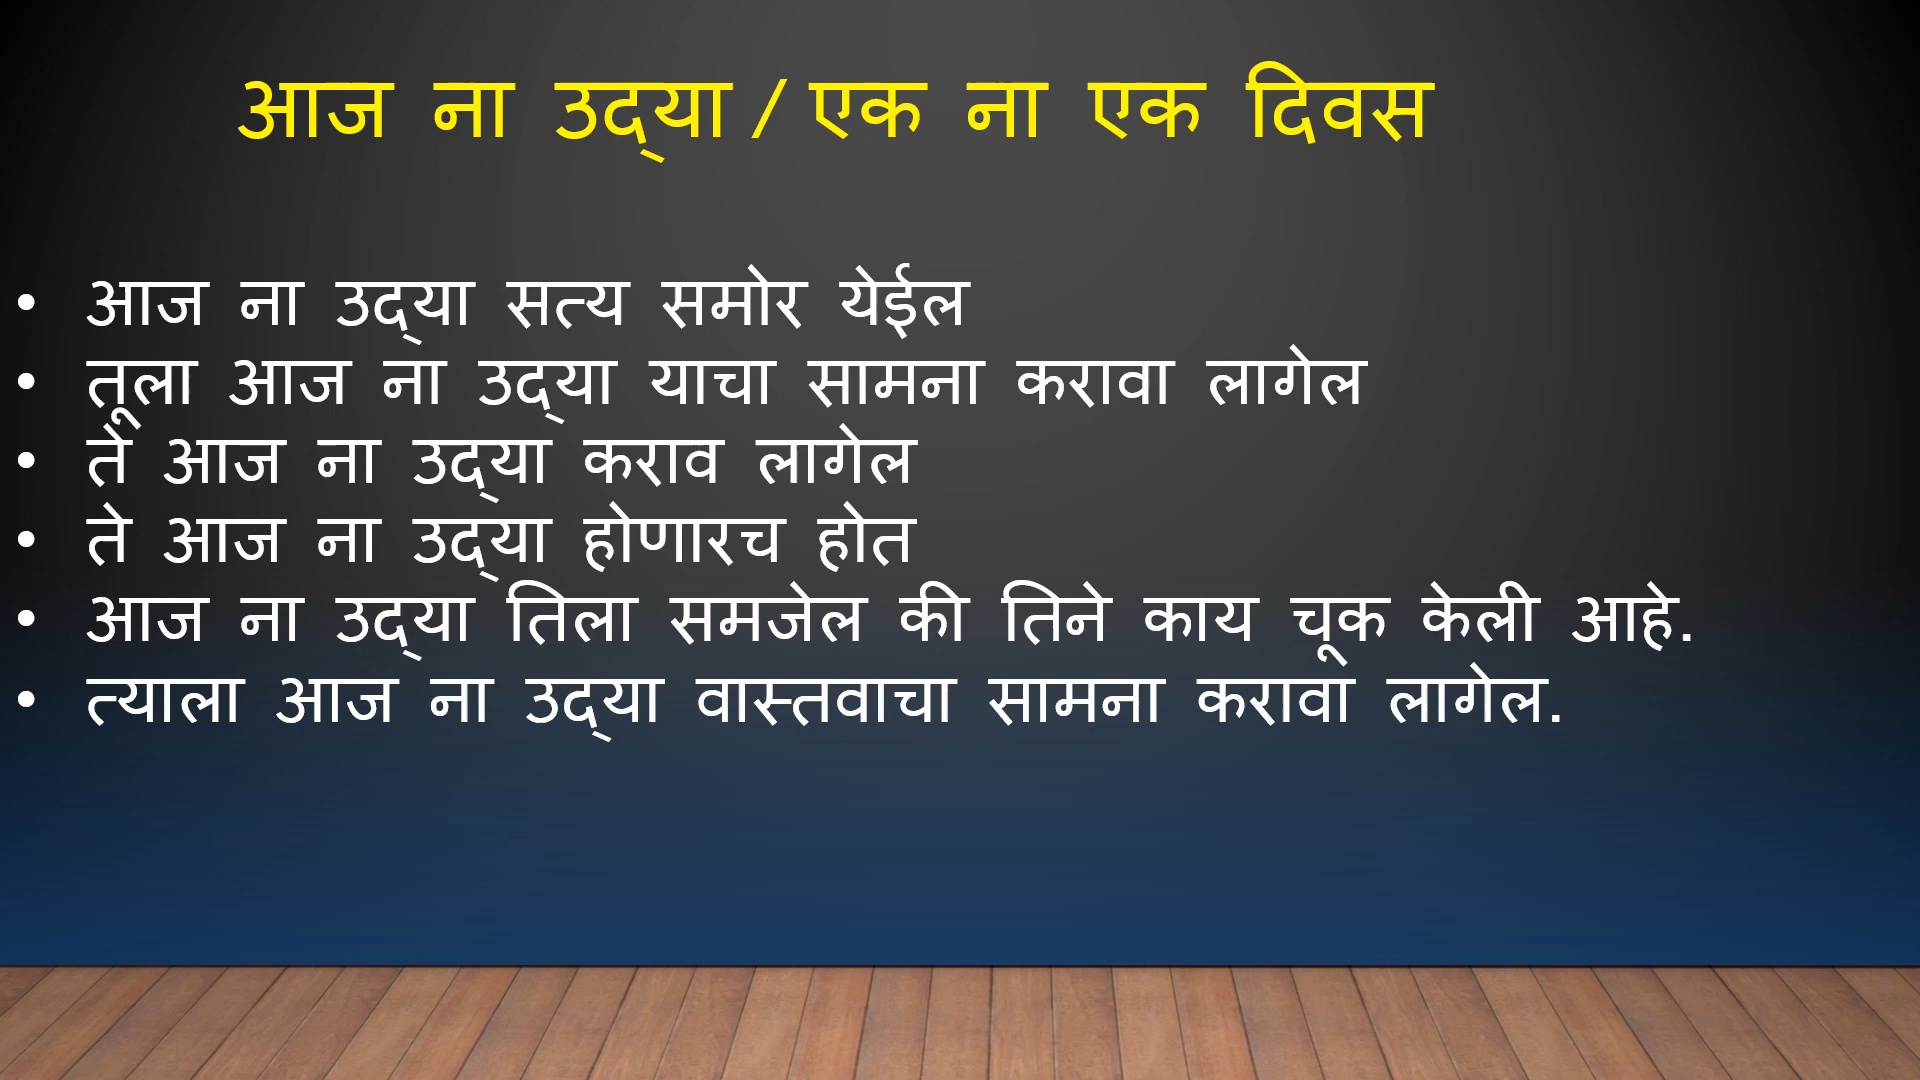 आज ना उद्या / एक ना एक दिवस
• आज ना उद्या सत्य समोर येईल
• तूला आज ना उद्या याचा सामना करावा लागेल
• ते आज ना उद्या कराव लागेल
• ते आज ना उद्या होणारच होत
• आज ना उद्या तिला समजेल की तिने काय चूक केली आहे.
• त्याला आज ना उद्या वास्तवाचा सामना करावा लागेल.